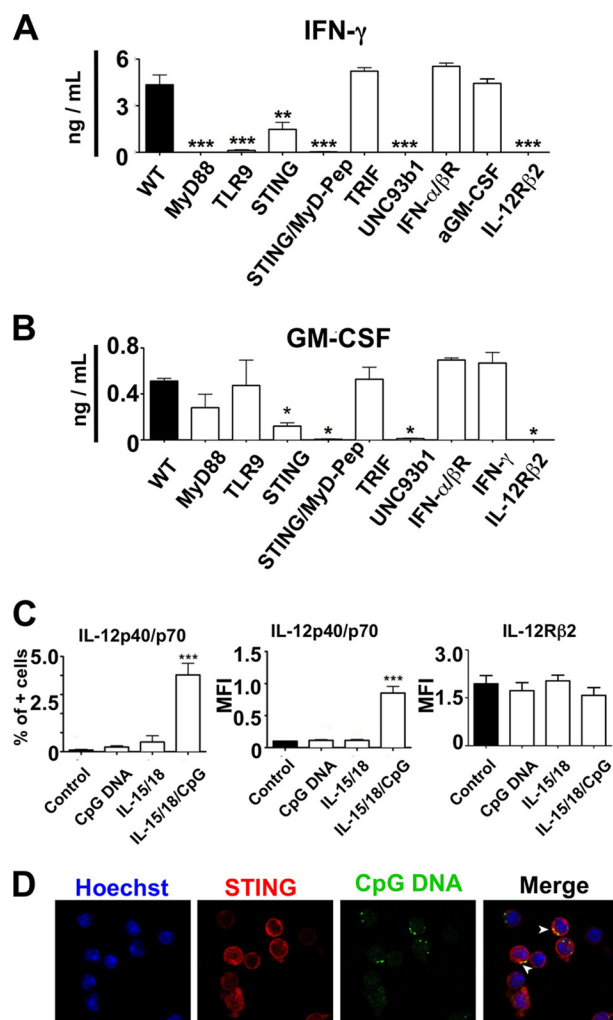 A
IFN-γ
ng / mL
6
3
0
** 
*** *** *** *** ***
WT MyD88 TLR9 STING STING/MyD-Pep TRIF UNC93b1 IFN-α/βR aGM-CSF IL-12Rβ2
B
GM-CSF
ng / mL
0.8
0.4
0
* * * *
WT MyD88 TLR9 STING STING/MyD-Pep TRIF UNC93b1 IFN-α/βR IFN-γ IL-12Rβ2
C
IL-12p40/p70
% of + cells
5.0
2.5
0
***
Control CpG DNA IL-15/18 IL-15/18/CpG
IL-12p40/p70
MFI
1.0
0.5
0.0
***
Control CpG DNA IL-15/18 IL-15/18/CpG
IL-12Rβ2
MFI
3.0
1.5
0
Control CpG DNA IL-15/18 IL-15/18/CpG
D
Hoechst STING CpG DNA Merge